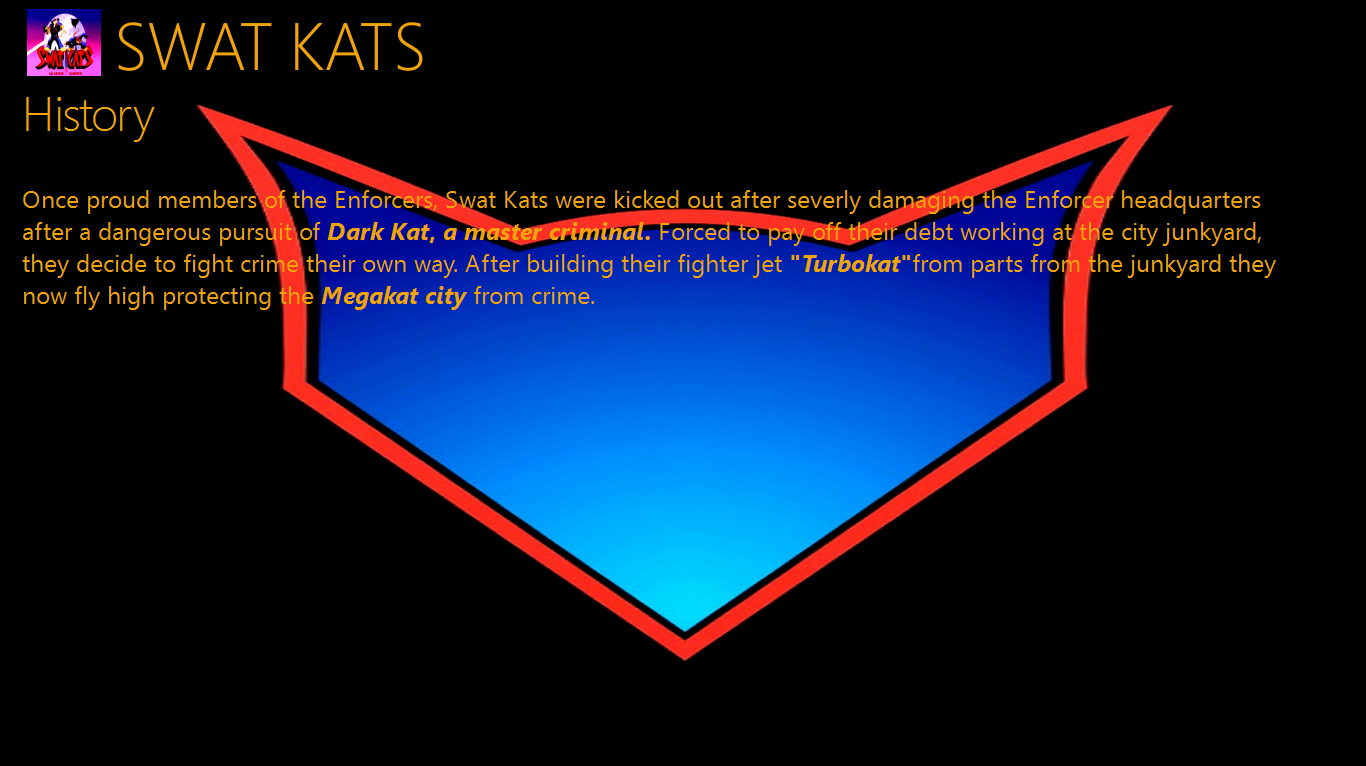 SWAT KATS
SWAT KATS
History
Once proud members of the Enforcers, Swat Kats were kicked out after severly damaging the Enforcer headquarters
after a dangerous pursuit of Dark Kat, a master criminal. Forced to pay off their debt working at the city junkyard,
they decide to fight crime their own way. After building their fighter jet "Turbokat"from parts from the junkyard they
now fly high protecting the Megakat city from crime.